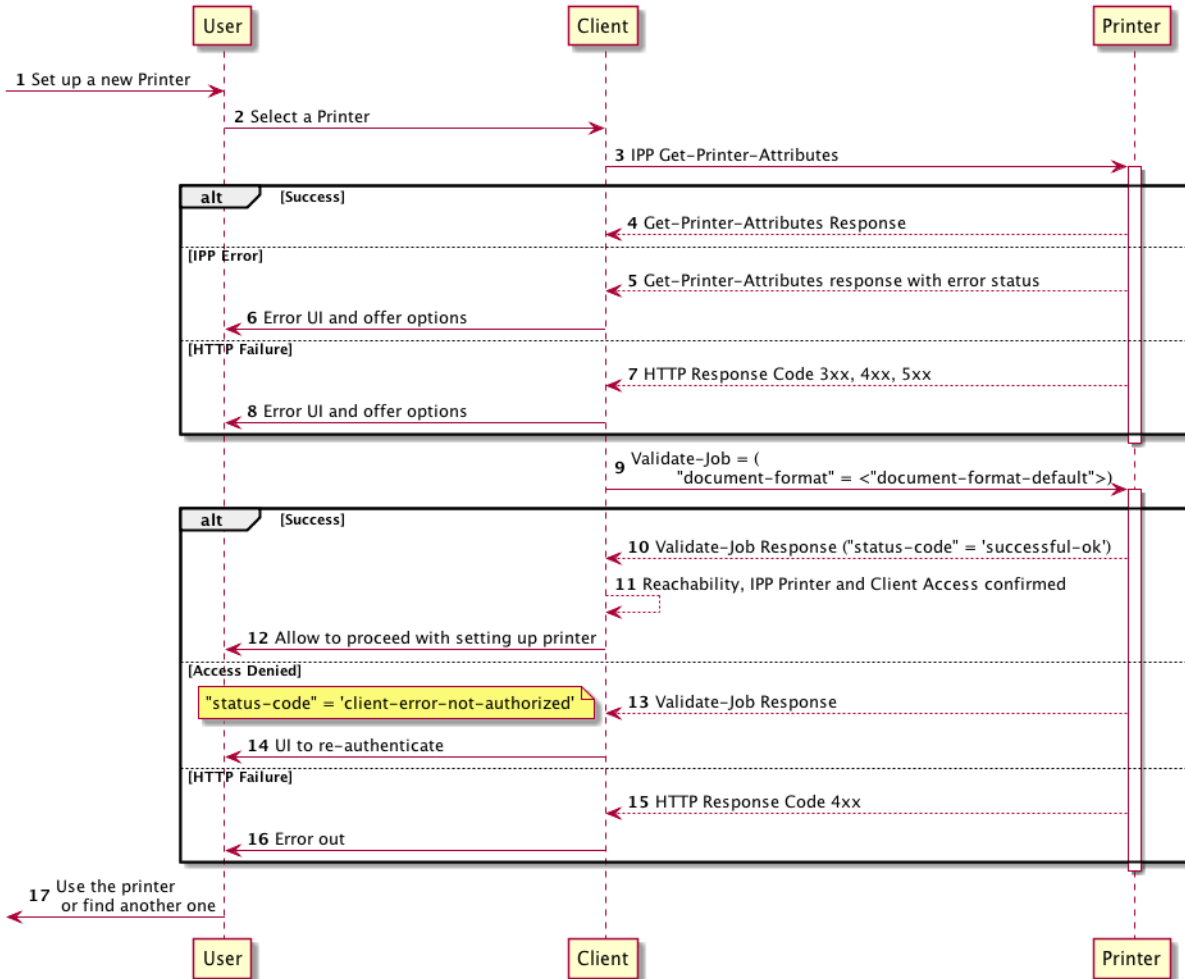 User
Client
Printer
1 Set up a new Printer
2 Select a Printer
3 IPP Get-Printer-Attributes
alt
[Success]
4 Get-Printer-Attributes Response
[IPP Error]
5 Get-Printer-Attributes response with error status
6 Error UI and offer options
[HTTP Failure]
7 HTTP Response Code 3xx, 4xx, 5xx
8 Error UI and offer options
9 Validate-Job = (
"document-format" = <"document-format-default">)
alt
[Success]
10 Validate-Job Response ("status-code" = 'successful-ok')
11 Reachability, IPP Printer and Client Access confirmed
12 Allow to proceed with setting up printer
[Access Denied]
"status-code" = 'client-error-not-authorized'
13 Validate-Job Response
14 UI to re-authenticate
[HTTP Failure]
15 HTTP Response Code 4xx
16 Error out
17 Use the printer
or find another one
User
Client
Printer